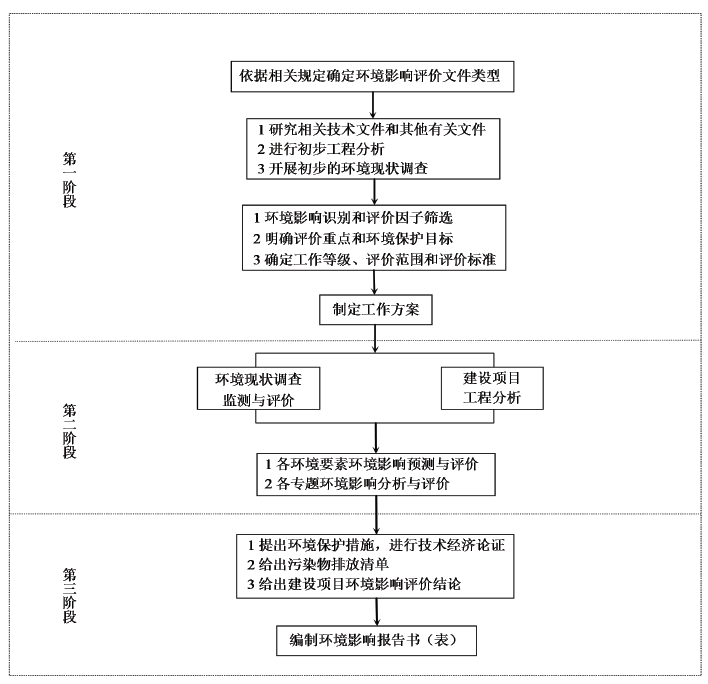 依据相关规定确定环境影响评价文件类型
1 研究相关技术文件和其他有关文件
2 进行初步工程分析
3 开展初步的环境现状调查
第一阶段
1 环境影响识别和评价因子筛选
2 明确评价重点和环境保护目标
3 确定工作等级、评价范围和评价标准
制定工作方案
环境现状调查
监测与评价
建设项目
工程分析
第二阶段
1 各环境要素环境影响预测与评价
2 各专题环境影响分析与评价
1 提出环境保护措施，进行技术经济论证
2 给出污染物排放清单
3 给出建设项目环境影响评价结论
第三阶段
编制环境影响报告书（表）